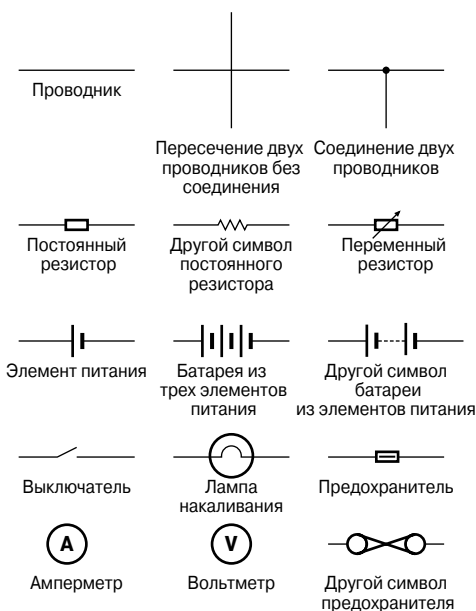 Проводник
Пересечение двух
проводников без
соединения
Соединение двух
проводников
Постоянный
резистор
Другой символ
постоянного
резистора
Переменный
резистор
Элемент питания
Батарея из
трех элементов
питания
Другой символ
батареи
из элементов питания
Выключатель
Лампа
накаливания
Предохранитель
A
Амперметр
V
Вольтметр
Другой символ
предохранителя